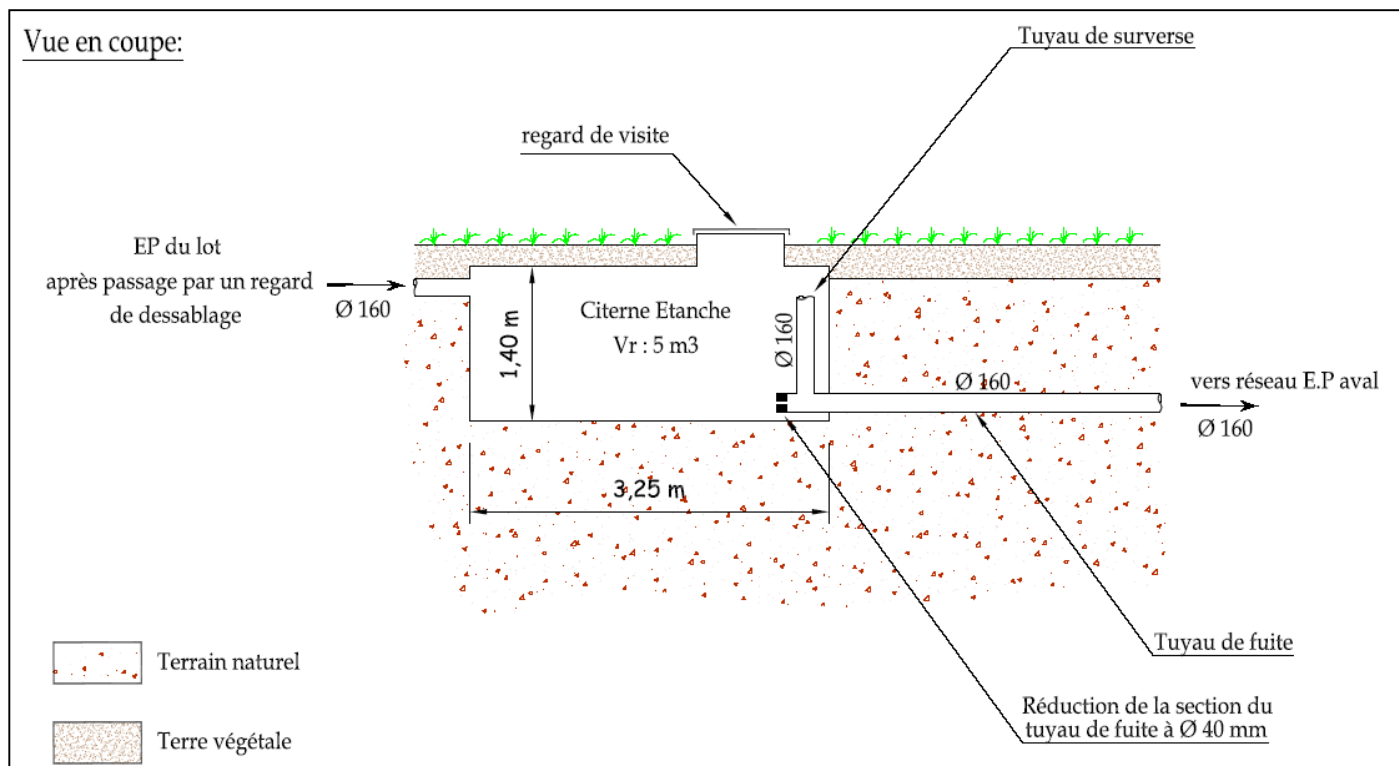 Vue en coupe:
Tuyau de surverse
regard de visite
EP du lot
après passage par un regard
de dessablage
Ø 160
1,40 m
Citerne Etanche
Vr : 5 m3
Ø 160
Ø 160
vers réseau E.P aval
Ø 160
3,25 m
Tuyau de fuite
Réduction de la section du
tuyau de fuite à Ø 40 mm
Terrain naturel
Terre végétale